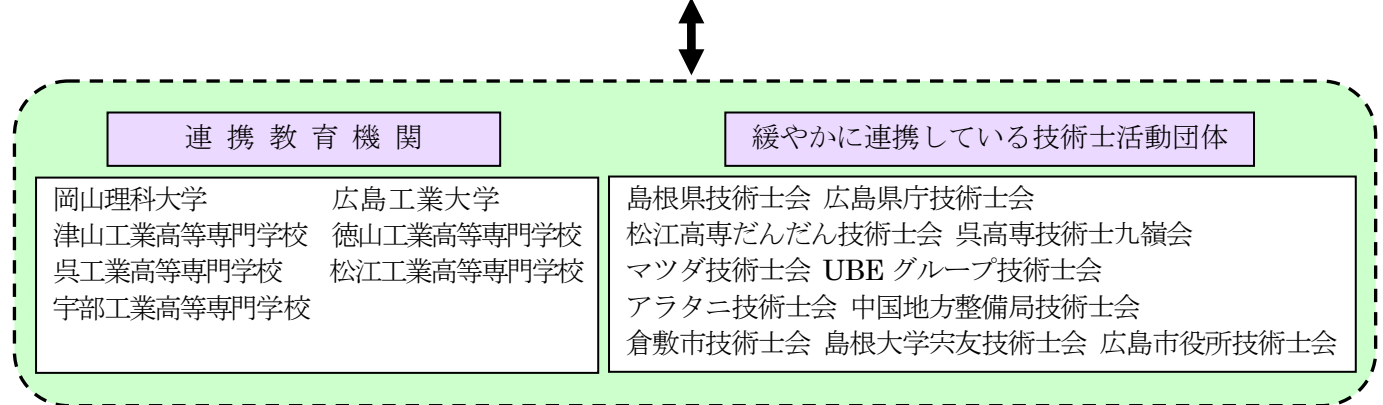 連携教育機関
岡山理科大学 広島工業大学
津山工業高等専門学校 徳山工業高等専門学校
呉工業高等専門学校 松江工業高等専門学校
宇部工業高等専門学校
緩やかに連携している技術士活動団体
島根県技術士会 広島県庁技術士会
松江高専だんだん技術士会 呉高専技術士九嶺会
マツダ技術士会 UBE グループ技術士会
アラタニ技術士会 中国地方整備局技術士会
倉敷市技術士会 島根大学宍友技術士会 広島市役所技術士会